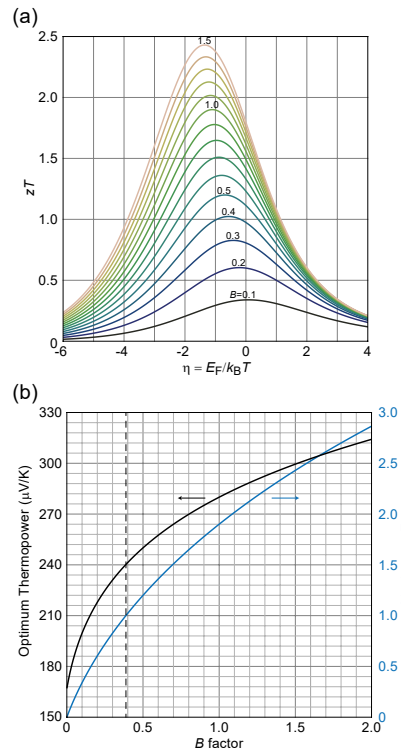 (a)
2.5
2.0
1.5
1.0
0.5
0
zT
1.5
1.0
0.5
0.4
0.3
0.2
B=0.1
-6 -4 -2 0 2 4
η = E_F/k_BT
(b)
330 3.0
300 2.5
270 2.0
240 1.5
210 1.0
180 0.5
150 0
Optimum Thermopower (μV/K)
0 0.5 1.0 1.5 2.0
B factor